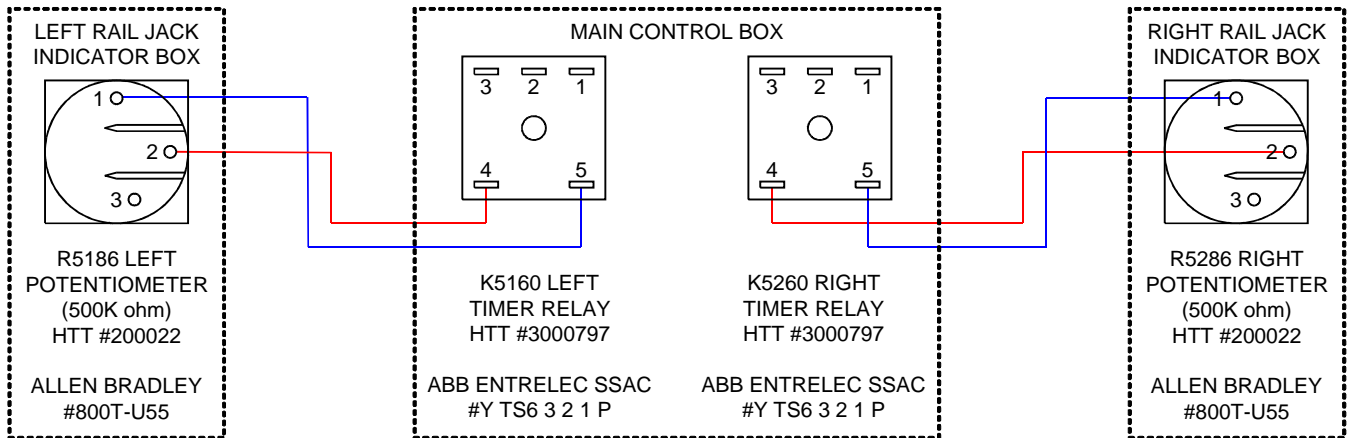 LEFT RAIL JACK
INDICATOR BOX
1
2
3
R5186 LEFT
POTENTIOMETER
(500K ohm)
HTT #200022
ALLEN BRADLEY
#800T-U55
MAIN CONTROL BOX
3 2 1
4 5
K5160 LEFT
TIMER RELAY
HTT #3000797
ABB ENTRELEC SSAC
#Y TS6 3 2 1 P
3 2 1
4 5
K5260 RIGHT
TIMER RELAY
HTT #3000797
ABB ENTRELEC SSAC
#Y TS6 3 2 1 P
RIGHT RAIL JACK
INDICATOR BOX
1
2
3
R5286 RIGHT
POTENTIOMETER
(500K ohm)
HTT #200022
ALLEN BRADLEY
#800T-U55